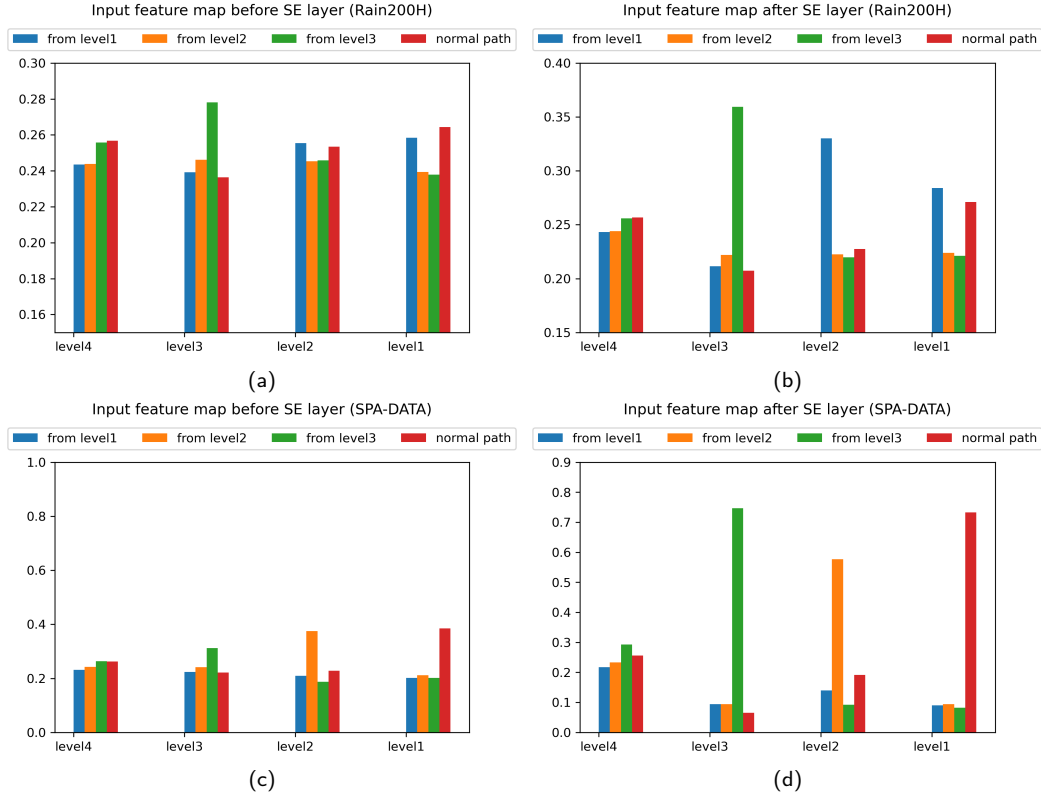 Input feature map before SE layer (Rain200H)
from level1 from level2 from level3 normal path
0.30
0.28
0.26
0.24
0.22
0.20
0.18
0.16
level4 level3 level2 level1
(a)
Input feature map after SE layer (Rain200H)
from level1 from level2 from level3 normal path
0.40
0.35
0.30
0.25
0.20
0.15
level4 level3 level2 level1
(b)
Input feature map before SE layer (SPA-DATA)
from level1 from level2 from level3 normal path
1.0
0.8
0.6
0.4
0.2
0.0
level4 level3 level2 level1
(c)
Input feature map after SE layer (SPA-DATA)
from level1 from level2 from level3 normal path
0.9
0.8
0.7
0.6
0.5
0.4
0.3
0.2
0.1
0.0
level4 level3 level2 level1
(d)